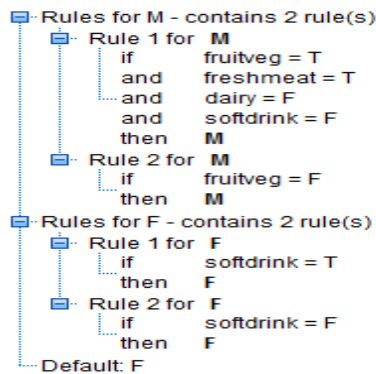 Rules for M - contains 2 rule(s)
Rule 1 for M
if fruitveg = T
and freshmeat = T
and dairy = F
and softdrink = F
then M
Rule 2 for M
if fruitveg = F
then M
Rules for F - contains 2 rule(s)
Rule 1 for F
if softdrink = T
then F
Rule 2 for F
if softdrink = F
then F
Default: F